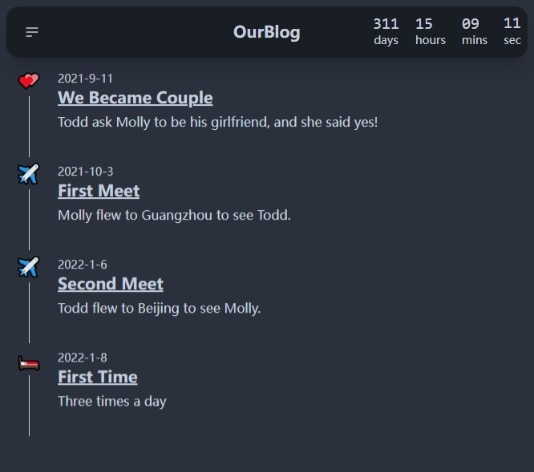 OurBlog
311 15 09 11
days hours mins sec
2021-9-11
We Became Couple
Todd ask Molly to be his girlfriend, and she said yes!
2021-10-3
First Meet
Molly flew to Guangzhou to see Todd.
2022-1-6
Second Meet
Todd flew to Beijing to see Molly.
2022-1-8
First Time
Three times a day